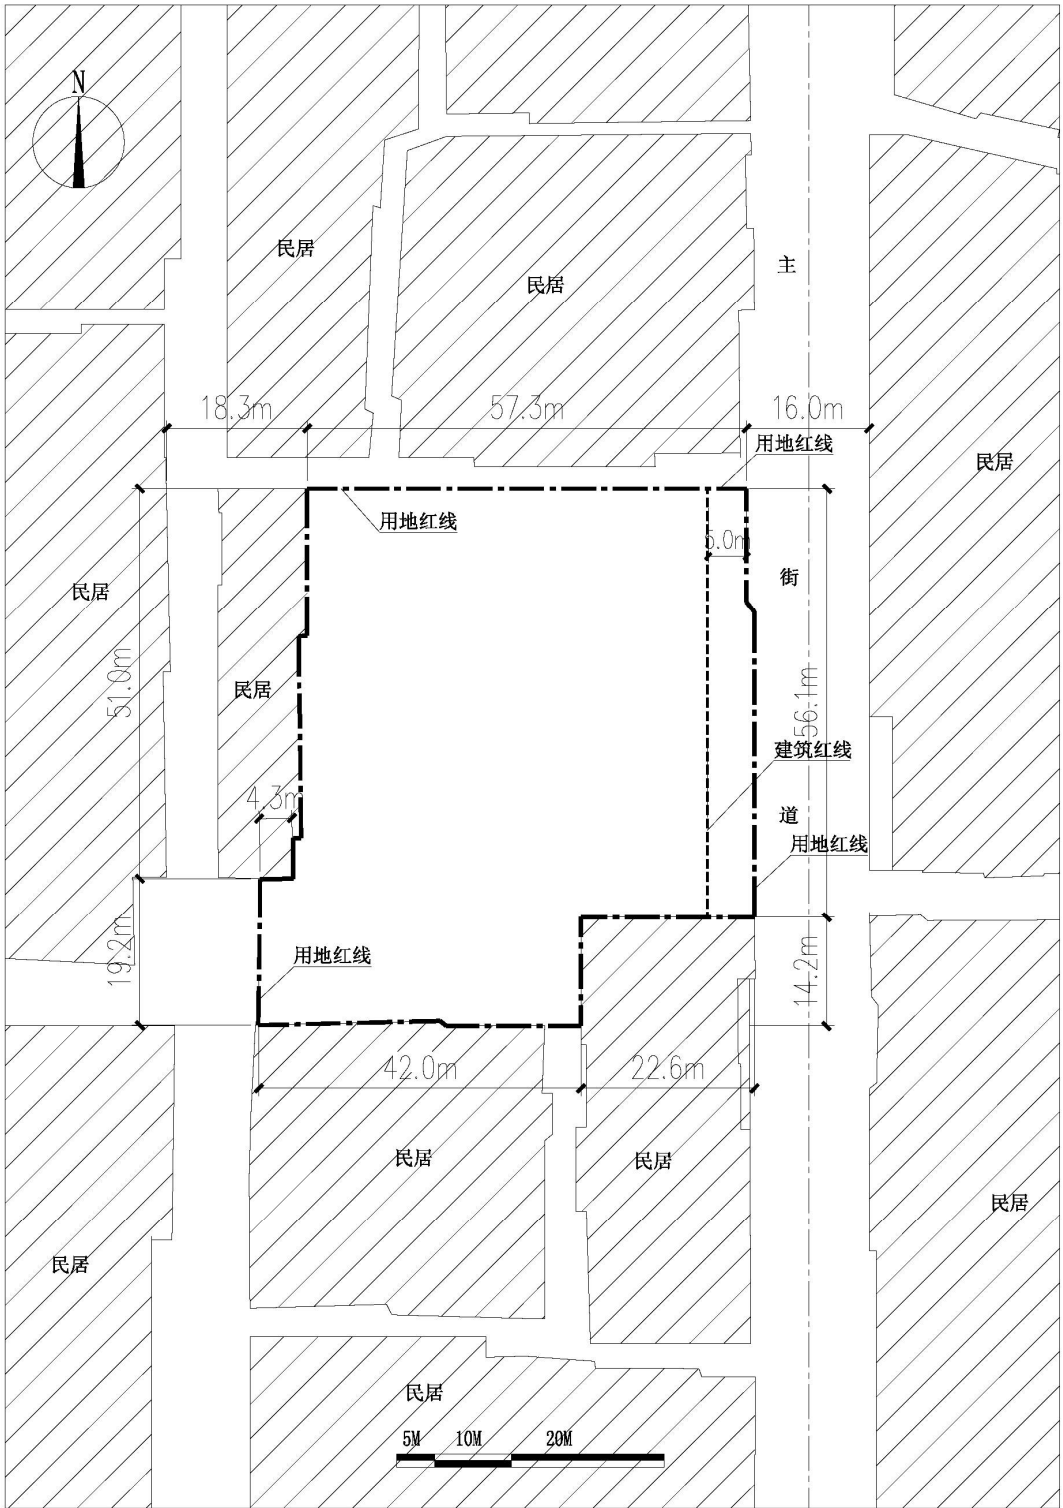 N
民居
主
民居
18.3m
57.3m
16.0m
用地红线
民居
用地红线
5.0m
街
民居
51.0m
民居
56.1m
建筑红线
4.3m
道
用地红线
19.2m
用地红线
14.2m
42.0m
22.6m
民居
民居
民居
民居
民居
5M
10M
20M